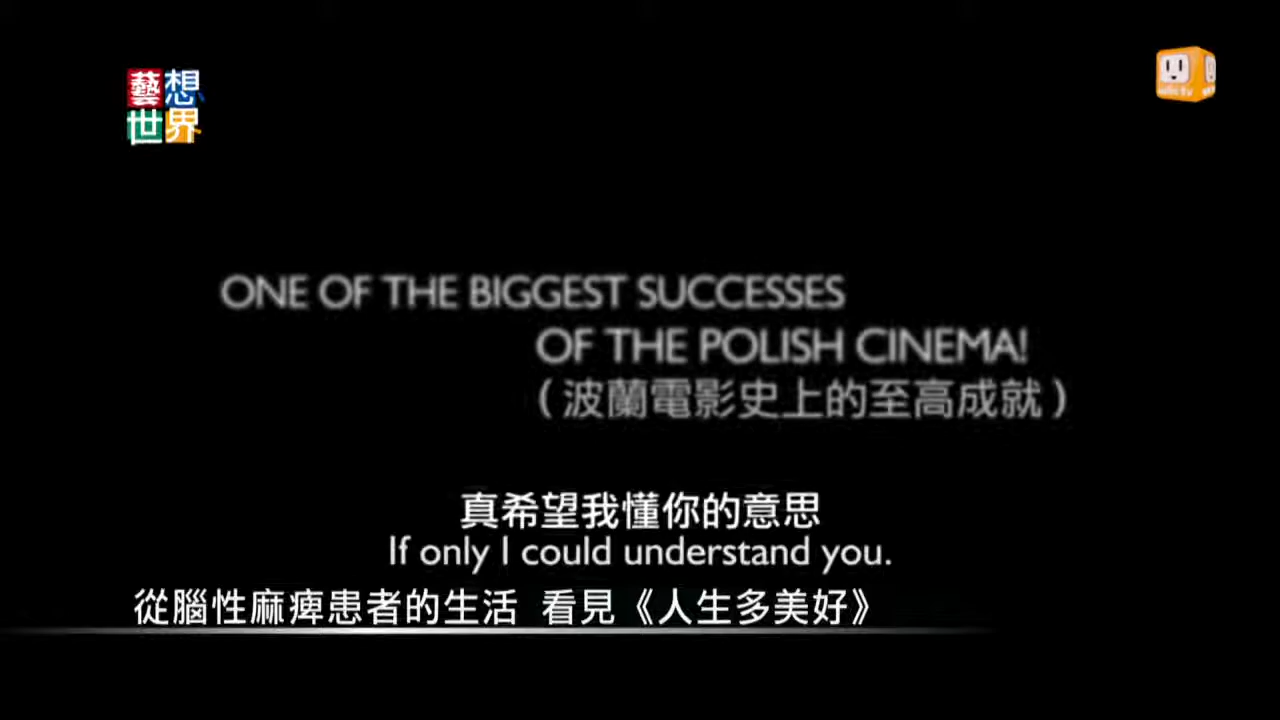 藝想
世界
ONE OF THE BIGGEST SUCCESSES
OF THE POLISH CINEMA!
(波蘭電影史上的至高成就)
真希望我懂你的意思
If only I could understand you.
從腦性麻痺患者的生活 看見《人生多美好》